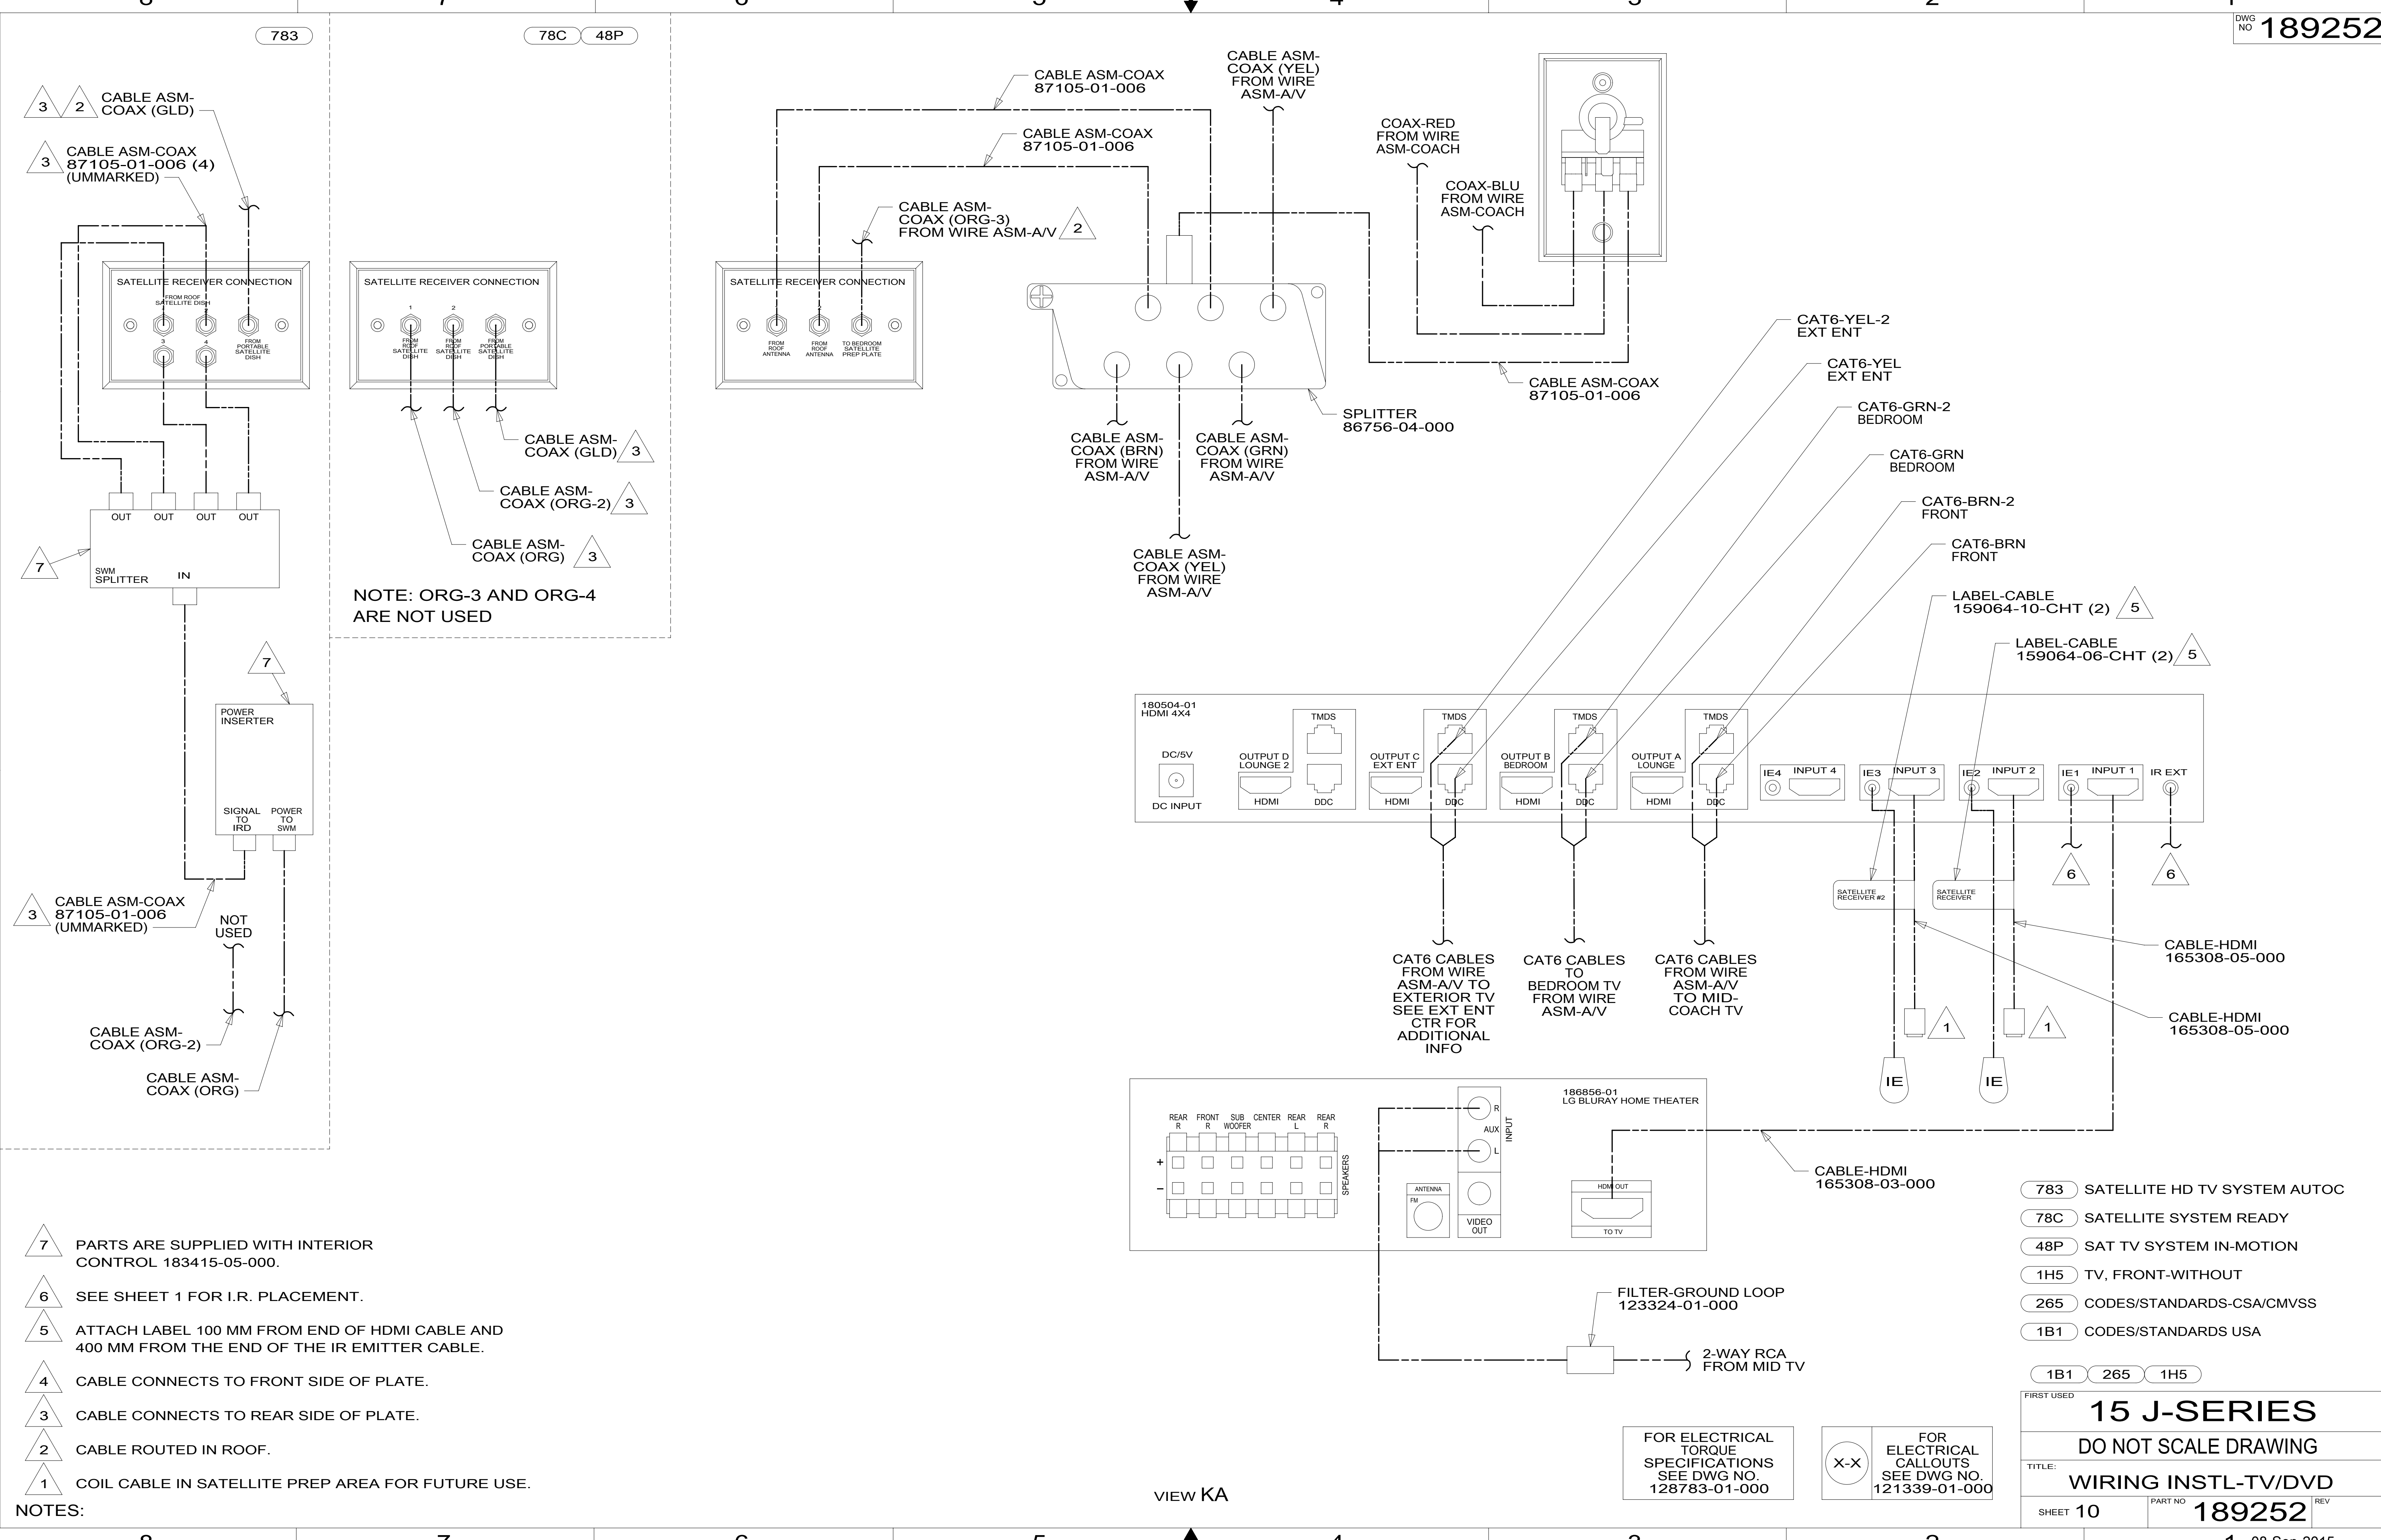 DWG
NO 189252
783
78C 48P
3 2 CABLE ASM-
COAX (GLD)
3 CABLE ASM-COAX
87105-01-006 (4)
(UMMARKED)
SATELLITE RECEIVER CONNECTION
FROM ROOF
SATELLITE DISH
3 4
FROM
PORTABLE
SATELLITE
DISH
OUT OUT OUT OUT
SWM
SPLITTER
IN
7
7
POWER
INSERTER
SIGNAL
TO
IRD
POWER
TO
SWM
3 CABLE ASM-COAX
87105-01-006
(UMMARKED)
NOT
USED
CABLE ASM-
COAX (ORG-2)
CABLE ASM-
COAX (ORG)
SATELLITE RECEIVER CONNECTION
1 2
FROM
ROOF
SATELLITE
DISH
FROM
ROOF
SATELLITE
DISH
FROM
PORTABLE
SATELLITE
DISH
CABLE ASM-
COAX (GLD) 3
CABLE ASM-
COAX (ORG-2) 3
CABLE ASM-
COAX (ORG) 3
NOTE: ORG-3 AND ORG-4
ARE NOT USED
CABLE ASM-COAX
87105-01-006
CABLE ASM-COAX
87105-01-006
CABLE ASM-
COAX (ORG-3)
FROM WIRE ASM-A/V 2
SATELLITE RECEIVER CONNECTION
FROM
ROOF
ANTENNA
FROM
ROOF
ANTENNA
TO BEDROOM
SATELLITE
PREP PLATE
CABLE ASM-
COAX (YEL)
FROM WIRE
ASM-A/V
COAX-RED
FROM WIRE
ASM-COACH
COAX-BLU
FROM WIRE
ASM-COACH
CABLE ASM-COAX
87105-01-006
SPLITTER
86756-04-000
CABLE ASM-
COAX (BRN)
FROM WIRE
ASM-A/V
CABLE ASM-
COAX (GRN)
FROM WIRE
ASM-A/V
CABLE ASM-
COAX (YEL)
FROM WIRE
ASM-A/V
CAT6-YEL-2
EXT ENT
CAT6-YEL
EXT ENT
CAT6-GRN-2
BEDROOM
CAT6-GRN
BEDROOM
CAT6-BRN-2
FRONT
CAT6-BRN
FRONT
LABEL-CABLE
159064-10-CHT (2) 5
LABEL-CABLE
159064-06-CHT (2) 5
180504-01
HDMI 4X4
DC/5V
DC INPUT
OUTPUT D
LOUNGE 2
HDMI
TMDS
DDC
OUTPUT C
EXT ENT
HDMI
TMDS
DDC
OUTPUT B
BEDROOM
HDMI
TMDS
DDC
OUTPUT A
LOUNGE
HDMI
TMDS
DDC
IE4 INPUT 4
IE3 INPUT 3
IE2 INPUT 2
IE1 INPUT 1
IR EXT
6
6
SATELLITE
RECEIVER #2
SATELLITE
RECEIVER
CAT6 CABLES
FROM WIRE
ASM-A/V TO
EXTERIOR TV
SEE EXT ENT
CTR FOR
ADDITIONAL
INFO
CAT6 CABLES
TO
BEDROOM TV
FROM WIRE
ASM-A/V
CAT6 CABLES
FROM WIRE
ASM-A/V
TO MID-
COACH TV
CABLE-HDMI
165308-05-000
CABLE-HDMI
165308-05-000
1 1
IE IE
186856-01
LG BLURAY HOME THEATER
REAR
R
FRONT
R
SUB
WOOFER
CENTER
REAR
L
REAR
R
+
−
SPEAKERS
R
AUX
L
INPUT
ANTENNA
FM
VIDEO
OUT
HDMI OUT
TO TV
CABLE-HDMI
165308-03-000
FILTER-GROUND LOOP
123324-01-000
2-WAY RCA
FROM MID TV
7 PARTS ARE SUPPLIED WITH INTERIOR
CONTROL 183415-05-000.
6 SEE SHEET 1 FOR I.R. PLACEMENT.
5 ATTACH LABEL 100 MM FROM END OF HDMI CABLE AND
400 MM FROM THE END OF THE IR EMITTER CABLE.
4 CABLE CONNECTS TO FRONT SIDE OF PLATE.
3 CABLE CONNECTS TO REAR SIDE OF PLATE.
2 CABLE ROUTED IN ROOF.
1 COIL CABLE IN SATELLITE PREP AREA FOR FUTURE USE.
NOTES:
VIEW KA
783 SATELLITE HD TV SYSTEM AUTOC
78C SATELLITE SYSTEM READY
48P SAT TV SYSTEM IN-MOTION
1H5 TV, FRONT-WITHOUT
265 CODES/STANDARDS-CSA/CMVSS
1B1 CODES/STANDARDS USA
1B1 265 1H5
FOR ELECTRICAL
TORQUE
SPECIFICATIONS
SEE DWG NO.
128783-01-000
X-X
FOR
ELECTRICAL
CALLOUTS
SEE DWG NO.
121339-01-000
FIRST USED
15 J-SERIES
DO NOT SCALE DRAWING
TITLE:
WIRING INSTL-TV/DVD
SHEET 10
PART NO 189252
REV